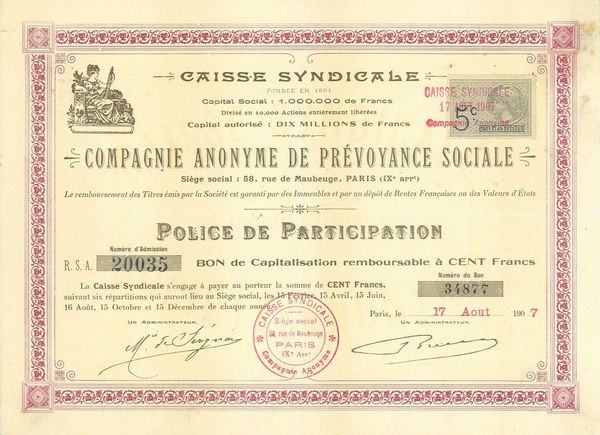 CAISSE SYNDICALE
FONDÉE EN 1891
Capital Social : 1.000.000 de Francs
Divisé en 10,000 Actions entièrement libérées
Capital autorisé : DIX MILLIONS de Francs
CAISSE SYNDICALE
17 AOUT 1907
Compagnie Anonyme
5c
COMPAGNIE ANONYME DE PRÉVOYANCE SOCIALE
Siège social : 58, rue de Maubeuge, PARIS (IXe arrt)
Le remboursement des Titres émis par la Société est garanti par des Immeubles et par un dépôt de Rentes Françaises ou des Valeurs d'États
POLICE DE PARTICIPATION
Numéro d'Admission
R. S. A. 20035
BON de Capitalisation remboursable à CENT Francs
Numéro du Bon
34877
La Caisse Syndicale s'engage à payer au porteur la somme de CENT Francs,
suivant six répartitions qui auront lieu au Siège social, les 15 Février, 15 Avril, 15 Juin,
16 Août, 15 Octobre et 15 Décembre de chaque année
Paris, le 17 Aout 1907
UN ADMINISTRATEUR,
UN ADMINISTRATEUR,
CAISSE SYNDICALE
Siège social
58, rue de Maubeuge
PARIS
IXe Arrt
Compagnie Anonyme